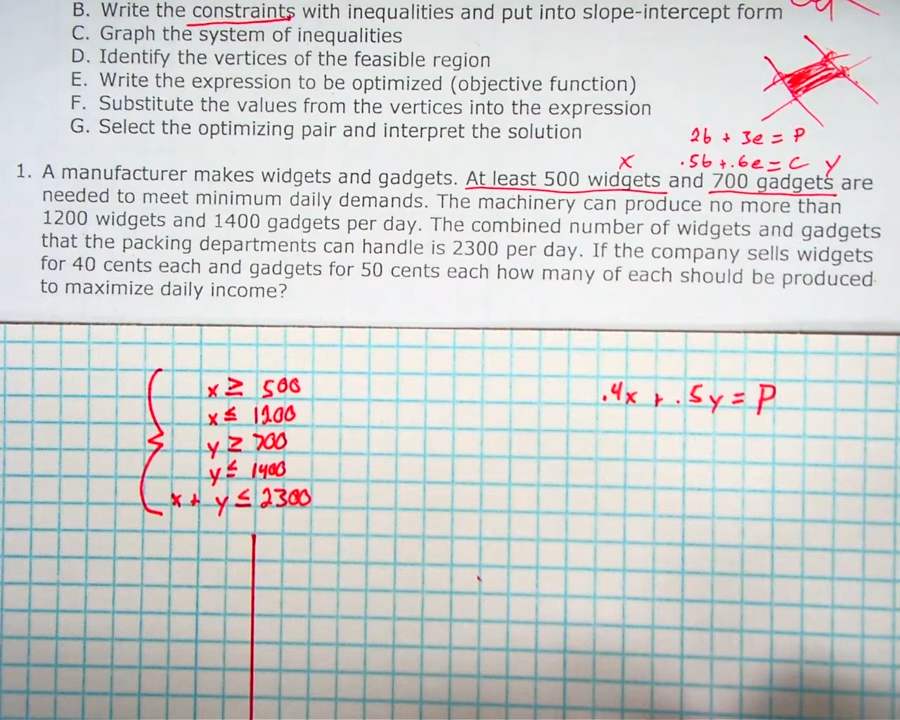 B. Write the constraints with inequalities and put into slope-intercept form
C. Graph the system of inequalities
D. Identify the vertices of the feasible region
E. Write the expression to be optimized (objective function)
F. Substitute the values from the vertices into the expression
G. Select the optimizing pair and interpret the solution
2b + 3e = P
.5b + .6e = C
x
y
1. A manufacturer makes widgets and gadgets. At least 500 widgets and 700 gadgets are
needed to meet minimum daily demands. The machinery can produce no more than
1200 widgets and 1400 gadgets per day. The combined number of widgets and gadgets
that the packing departments can handle is 2300 per day. If the company sells widgets
for 40 cents each and gadgets for 50 cents each how many of each should be produced
to maximize daily income?
x ≥ 500
x ≤ 1200
y ≥ 700
y ≤ 1400
x + y ≤ 2300
.4x + .5y = P